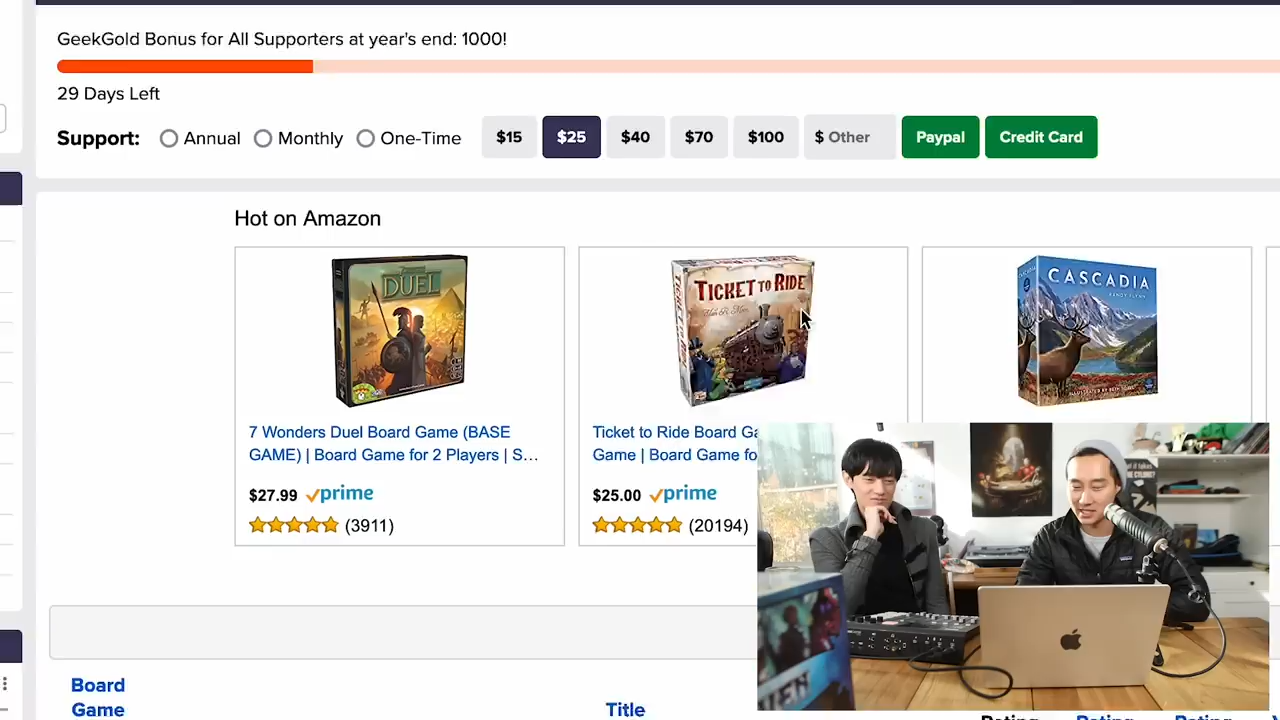 GeekGold Bonus for All Supporters at year's end: 1000!
29 Days Left
Support: Annual Monthly One-Time $15 $25 $40 $70 $100 $ Other Paypal Credit Card
Hot on Amazon
DUEL
TICKET TO RIDE
CASCADIA
RANDY FLYNN
7 Wonders Duel Board Game (BASE
GAME) | Board Game for 2 Players | S...
Ticket to Ride Board Ga
Game | Board Game fo
$27.99 prime
$25.00 prime
(3911)
(20194)
Board
Game
Title